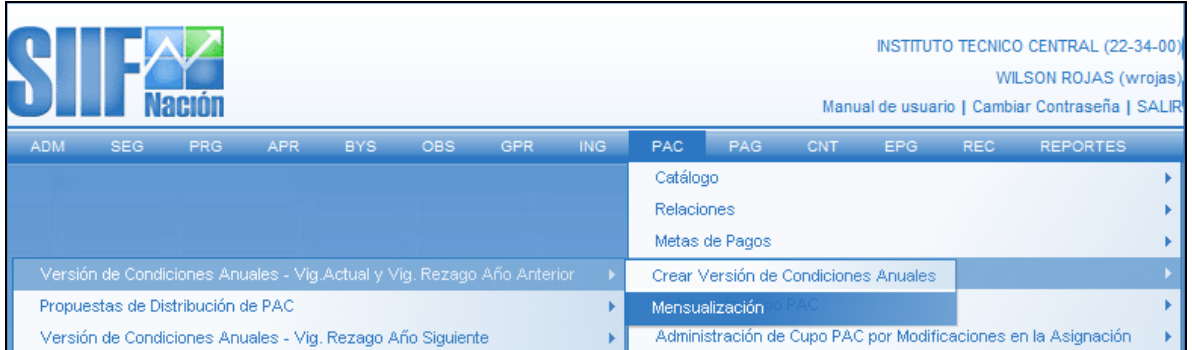 SIIF
Nación
INSTITUTO TECNICO CENTRAL (22-34-00)
WILSON ROJAS (wrojas)
Manual de usuario | Cambiar Contraseña | SALIR
ADM SEG PRG APR BYS OBS GPR ING PAC PAG CNT EPG REC REPORTES
Catálogo
Relaciones
Metas de Pagos
Versión de Condiciones Anuales - Vig.Actual y Vig. Rezago Año Anterior
Crear Versión de Condiciones Anuales
Propuestas de Distribución de PAC
Mensualización
PAC
Versión de Condiciones Anuales - Vig. Rezago Año Siguiente
Administración de Cupo PAC por Modificaciones en la Asignación